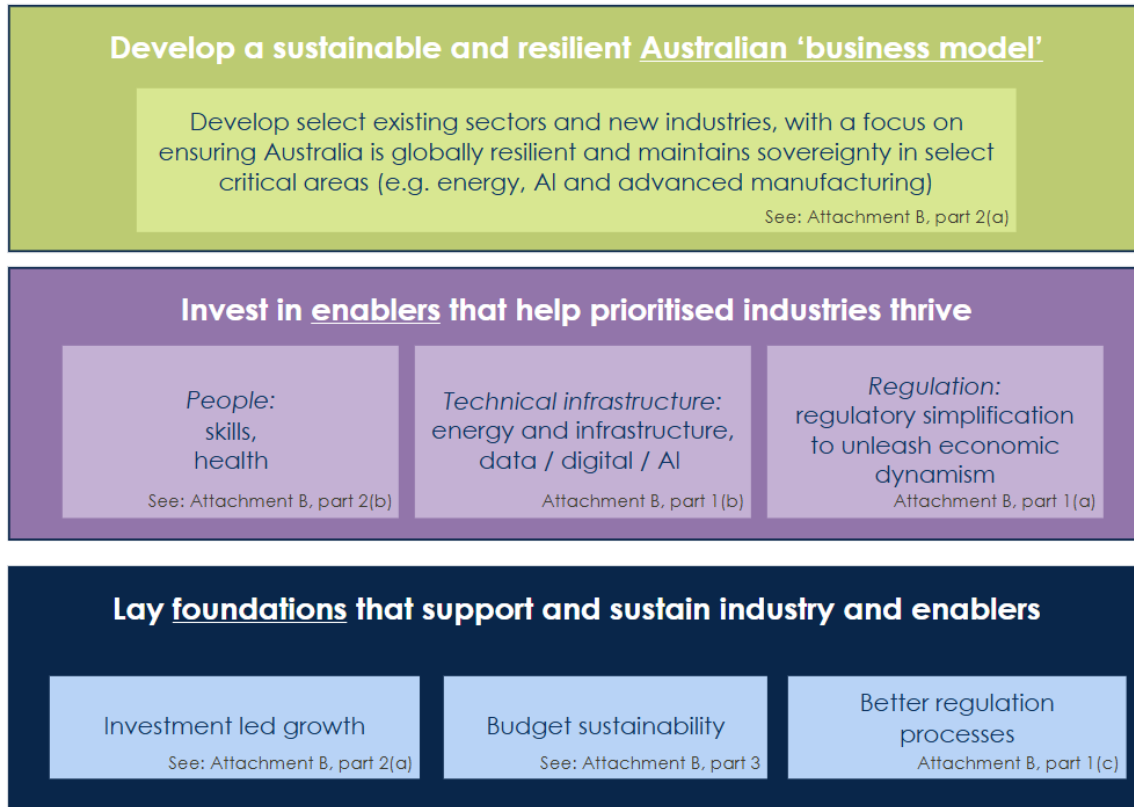 Develop a sustainable and resilient Australian ‘business model’
Develop select existing sectors and new industries, with a focus on
ensuring Australia is globally resilient and maintains sovereignty in select
critical areas (e.g. energy, AI and advanced manufacturing)
See: Attachment B, part 2(a)
Invest in enablers that help prioritised industries thrive
People:
skills,
health
See: Attachment B, part 2(b)
Technical infrastructure:
energy and infrastructure,
data / digital / AI
Attachment B, part 1(b)
Regulation:
regulatory simplification
to unleash economic
dynamism
Attachment B, part 1(a)
Lay foundations that support and sustain industry and enablers
Investment led growth
See: Attachment B, part 2(a)
Budget sustainability
See: Attachment B, part 3
Better regulation
processes
Attachment B, part 1(c)